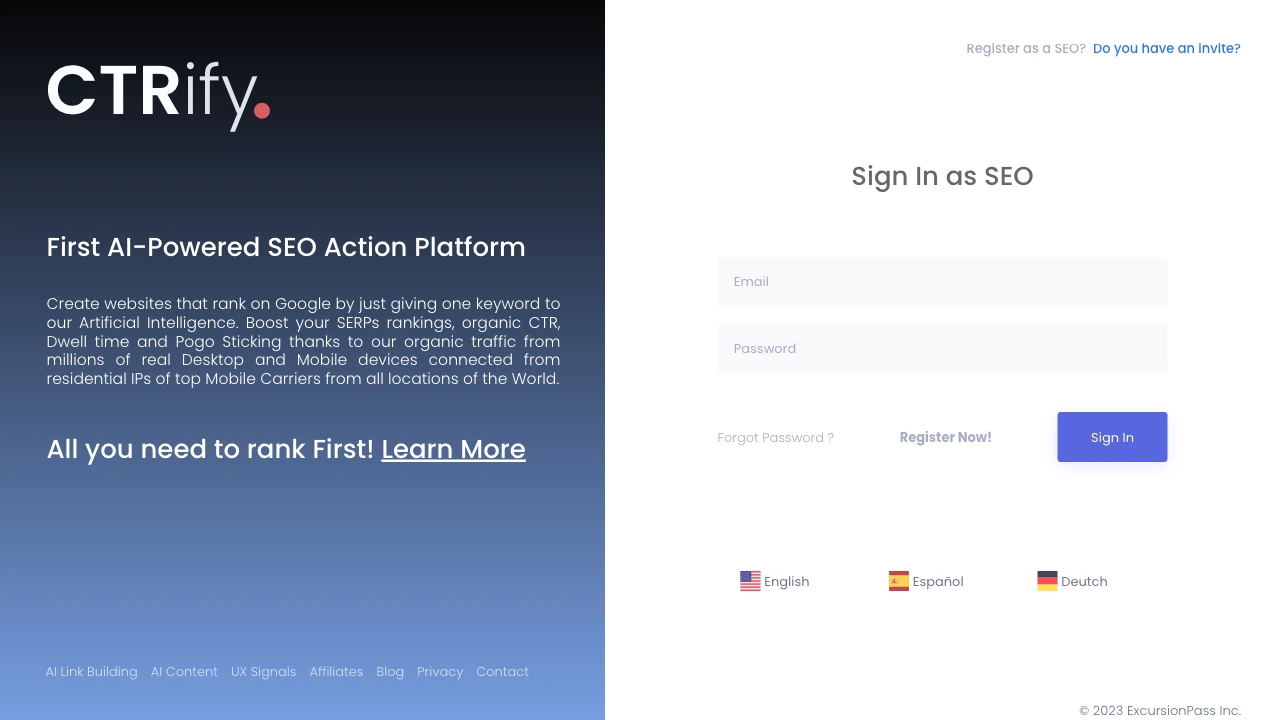 CTRify.
First AI-Powered SEO Action Platform
Create websites that rank on Google by just giving one keyword to
our Artificial Intelligence. Boost your SERPs rankings, organic CTR,
Dwell time and Pogo Sticking thanks to our organic traffic from
millions of real Desktop and Mobile devices connected from
residential IPs of top Mobile Carriers from all locations of the World.
All you need to rank First! Learn More
AI Link Building AI Content UX Signals Affiliates Blog Privacy Contact
Register as a SEO? Do you have an invite?
Sign In as SEO
Email
Password
Forgot Password ? Register Now! Sign In
English Español Deutch
© 2023 ExcursionPass Inc.